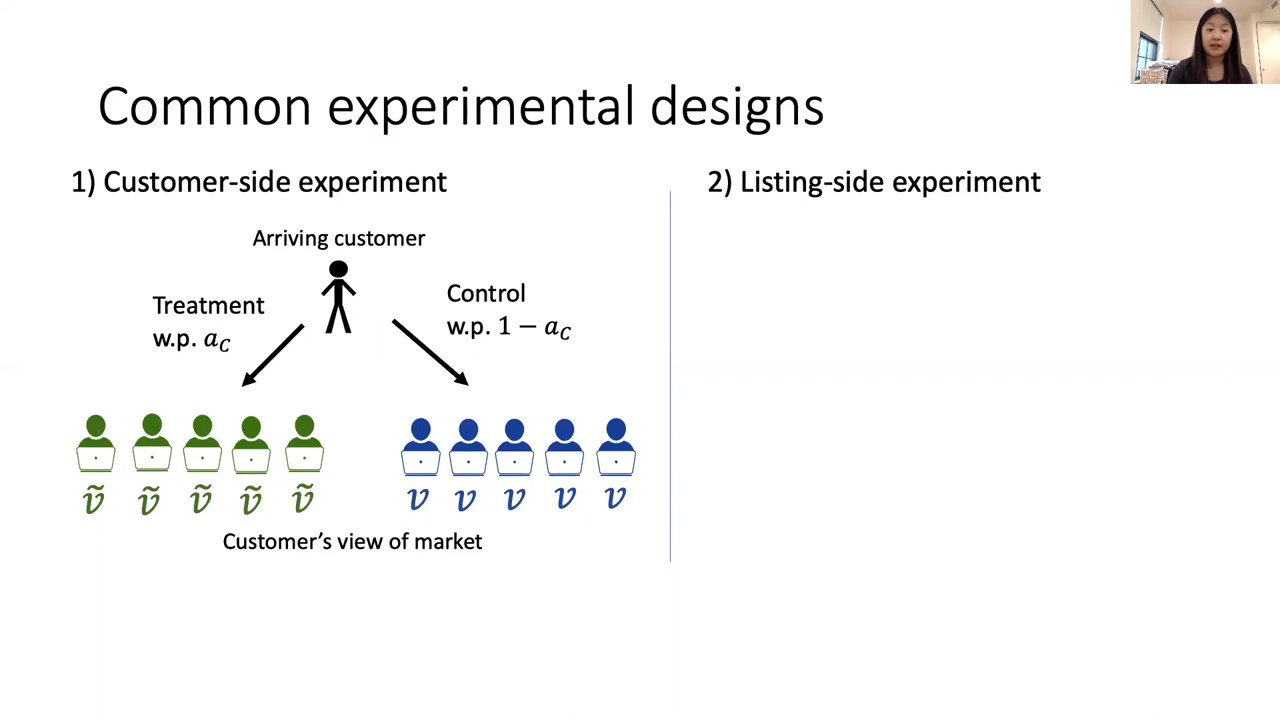 Common experimental designs
1) Customer-side experiment
Arriving customer
Treatment
w.p. a_C
Control
w.p. 1 − a_C
ṽ ṽ ṽ ṽ ṽ
v v v v v
Customer’s view of market
2) Listing-side experiment